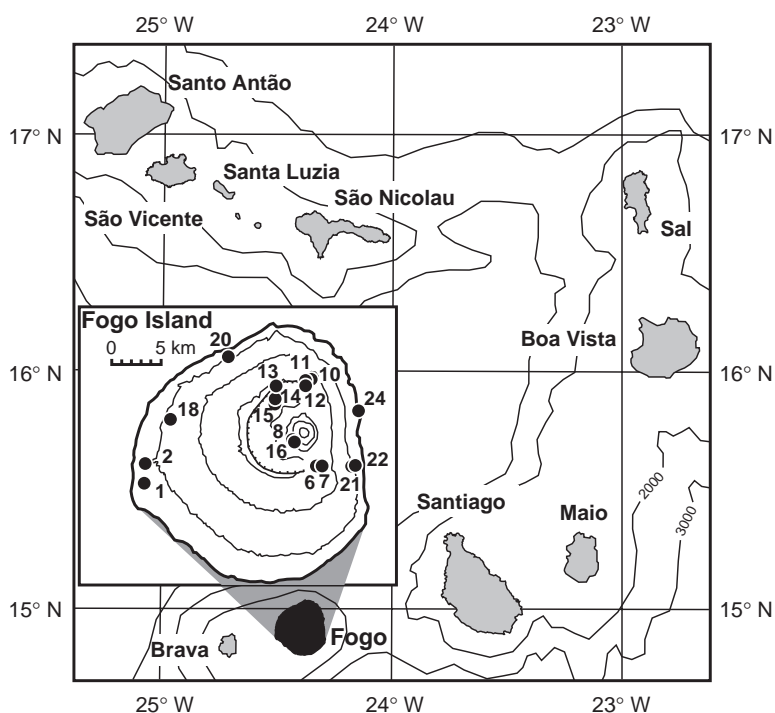 25° W 24° W 23° W
Santo Antão
17° N 17° N
Santa Luzia
São Nicolau
São Vicente
Sal
Fogo Island
0 5 km
20
Boa Vista
16° N 16° N
11
13 10
14 12
15
24
18
8
16
2
22
6 7 21
1
2000
3000
Santiago
Maio
15° N 15° N
Fogo
Brava
25° W 24° W 23° W